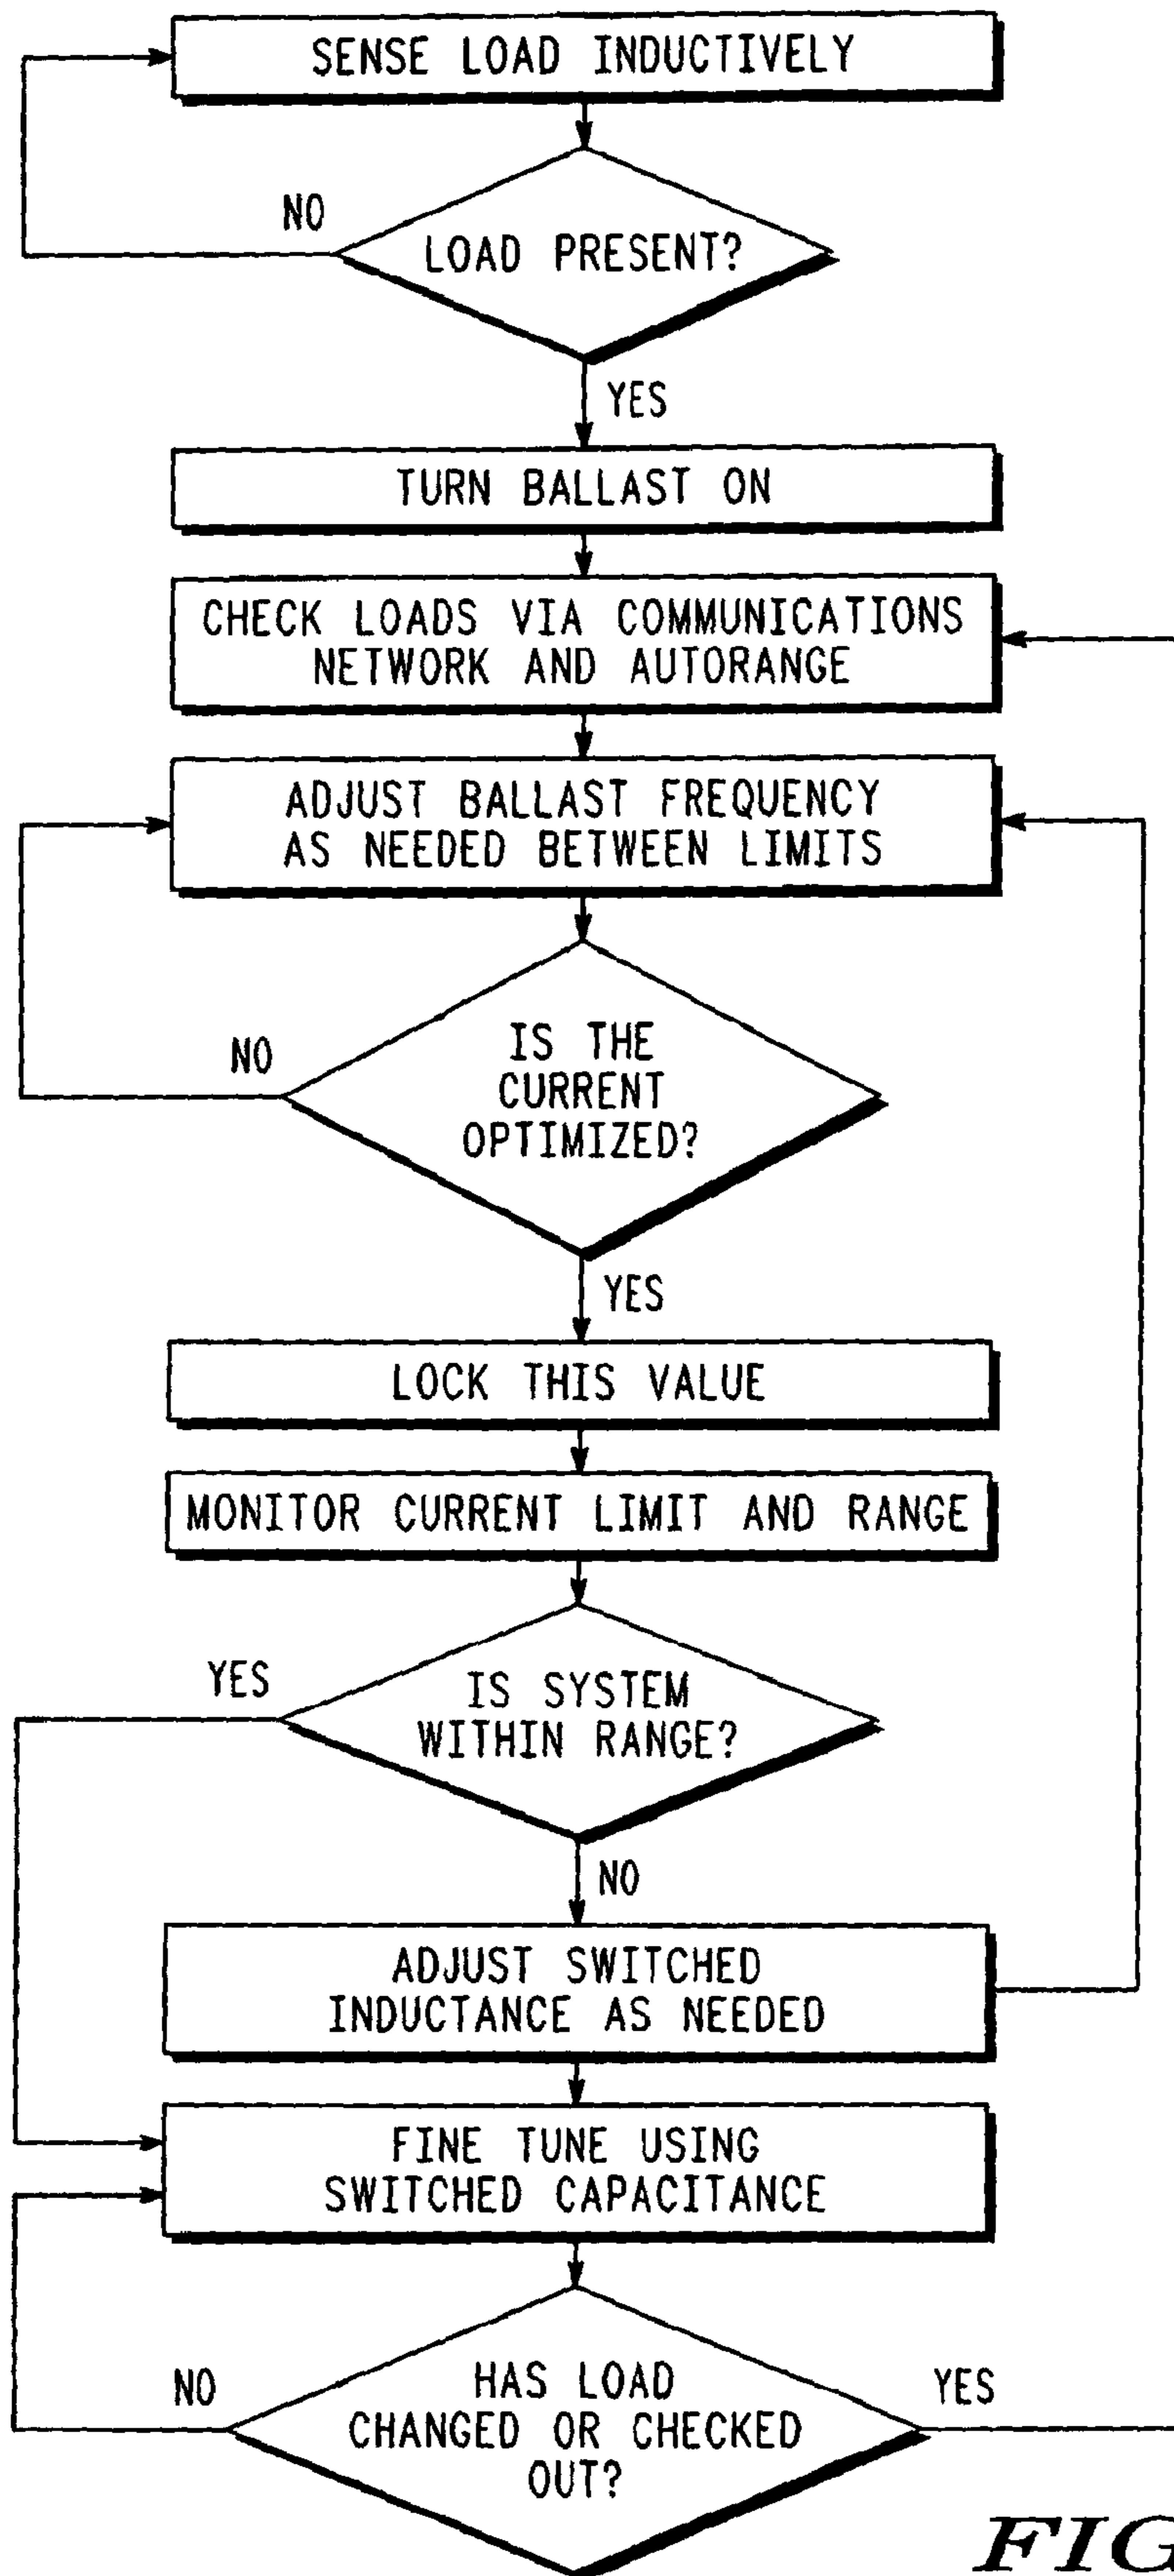 SENSE LOAD INDUCTIVELY
NO
LOAD PRESENT?
YES
TURN BALLAST ON
CHECK LOADS VIA COMMUNICATIONS
NETWORK AND AUTORANGE
ADJUST BALLAST FREQUENCY
AS NEEDED BETWEEN LIMITS
NO
IS THE
CURRENT
OPTIMIZED?
YES
LOCK THIS VALUE
MONITOR CURRENT LIMIT AND RANGE
YES
IS SYSTEM
WITHIN RANGE?
NO
ADJUST SWITCHED
INDUCTANCE AS NEEDED
FINE TUNE USING
SWITCHED CAPACITANCE
NO
HAS LOAD
CHANGED OR CHECKED
OUT?
YES
FIG